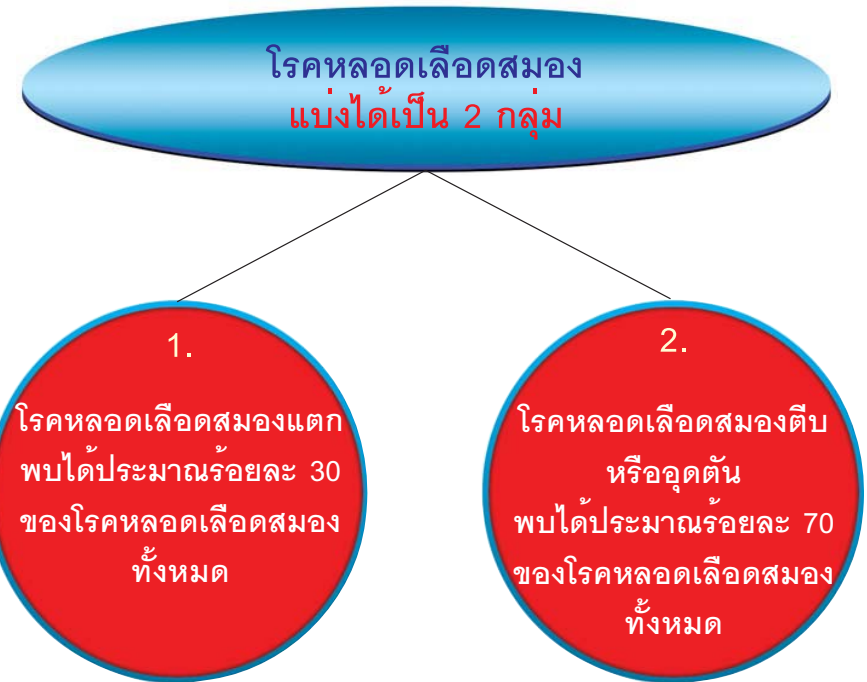 โรคหลอดเลือดสมอง
แบ่งได้เป็น 2 กลุ่ม
1.
โรคหลอดเลือดสมองแตก
พบได้ประมาณร้อยละ 30
ของโรคหลอดเลือดสมอง
ทั้งหมด
2.
โรคหลอดเลือดสมองตีบ
หรืออุดตัน
พบได้ประมาณร้อยละ 70
ของโรคหลอดเลือดสมอง
ทั้งหมด